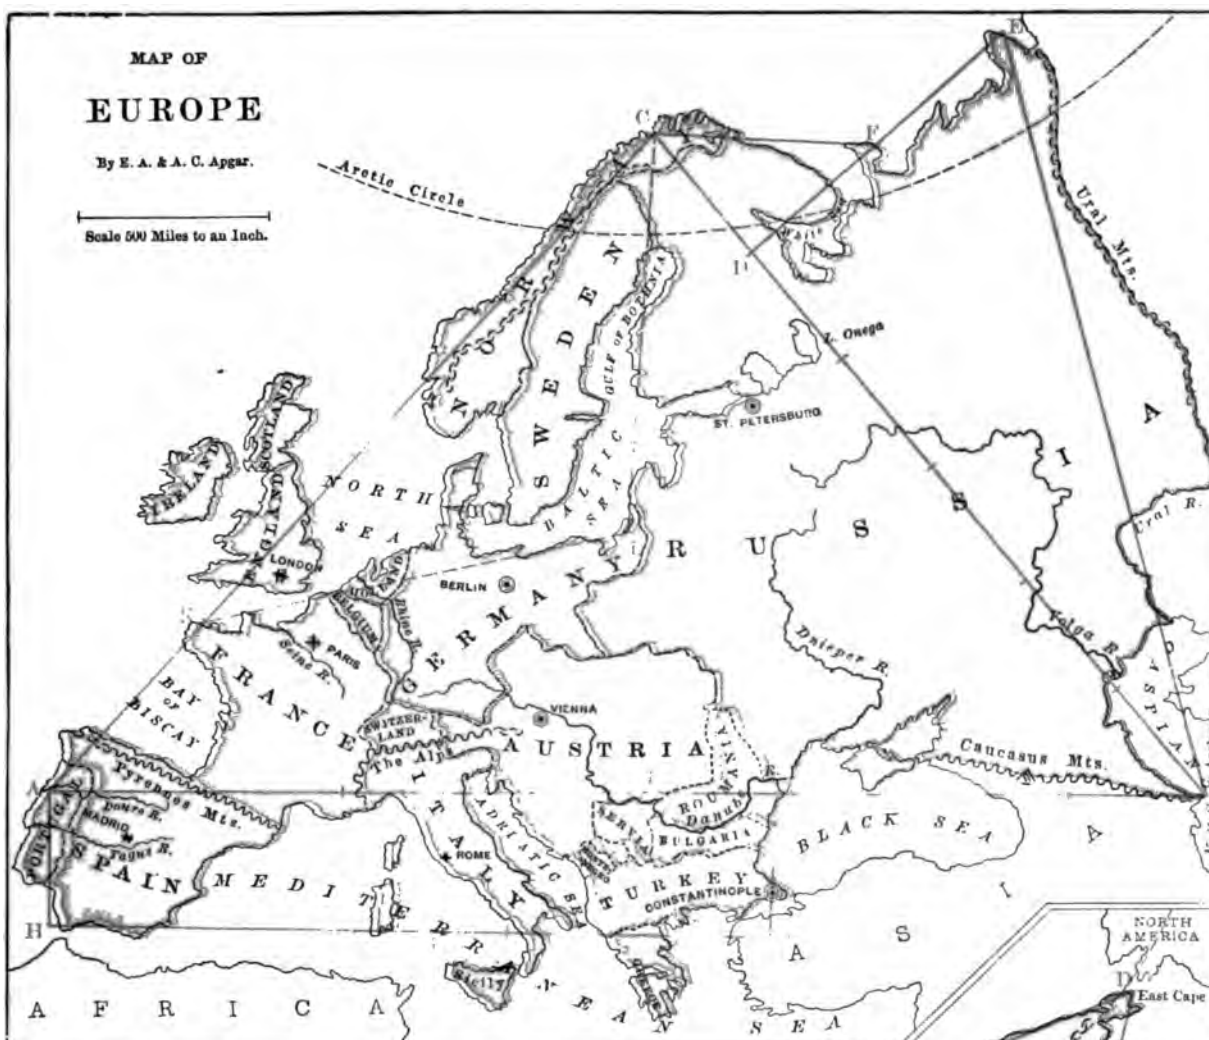 MAP OF
EUROPE
By E. A. & A. C. Apgar.
Scale 500 Miles to an Inch.
E
C
F
Arctic Circle
Ural Mts.
White
NORWAY
SWEDEN
GULF OF BOTHNIA
L. Onega
ST. PETERSBURG
SCOTLAND
IRELAND
ENGLAND
LONDON
NORTH
SEA
BALTIC
SEA
RUSSIA
Ural R.
HOLLAND
BELGIUM
Rhine R.
BERLIN
GERMANY
Volga R.
Dnieper R.
PARIS
Seine R.
FRANCE
BAY
OF
BISCAY
SWITZER-
LAND
The Alps
VIENNA
AUSTRIA
Caucasus Mts.
A
Pyrenees Mts.
Douro R.
MADRID
Tagus R.
PORTUGAL
SPAIN
ITALY
ADRIATIC SEA
ROME
ROUMANIA
Danube
R.
SERVIA
BULGARIA
BLACK SEA
TURKEY
CONSTANTINOPLE
MEDITERRANEAN SEA
H
Sicily
GREECE
ASIA
AFRICA
NORTH
AMERICA
D
East Cape